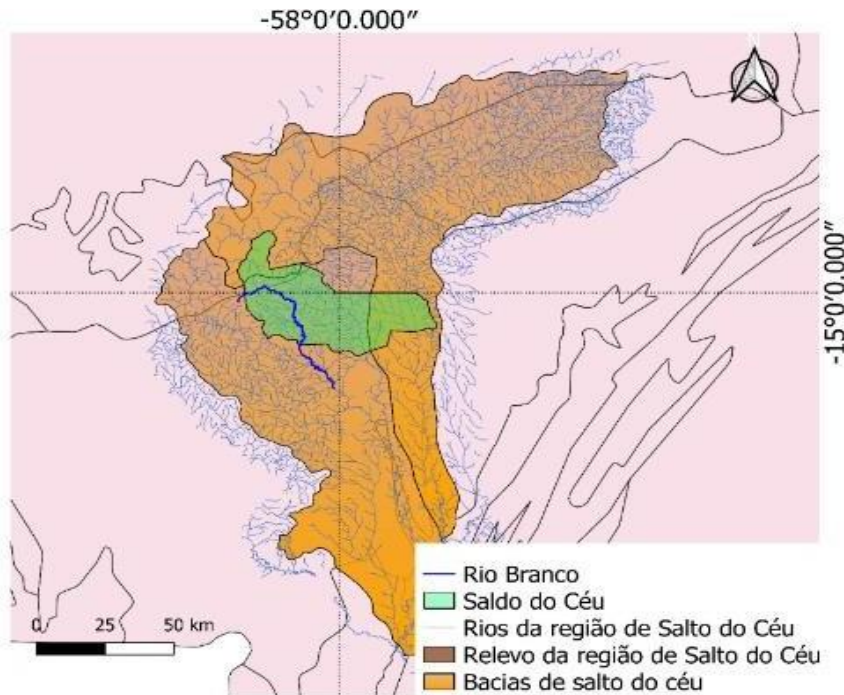 -58°0′0.000″
N
-15°0′0.000″
Rio Branco
Saldo do Céu
Rios da região de Salto do Céu
Relevo da região de Salto do Céu
Bacias de salto do céu
0 25 50 km